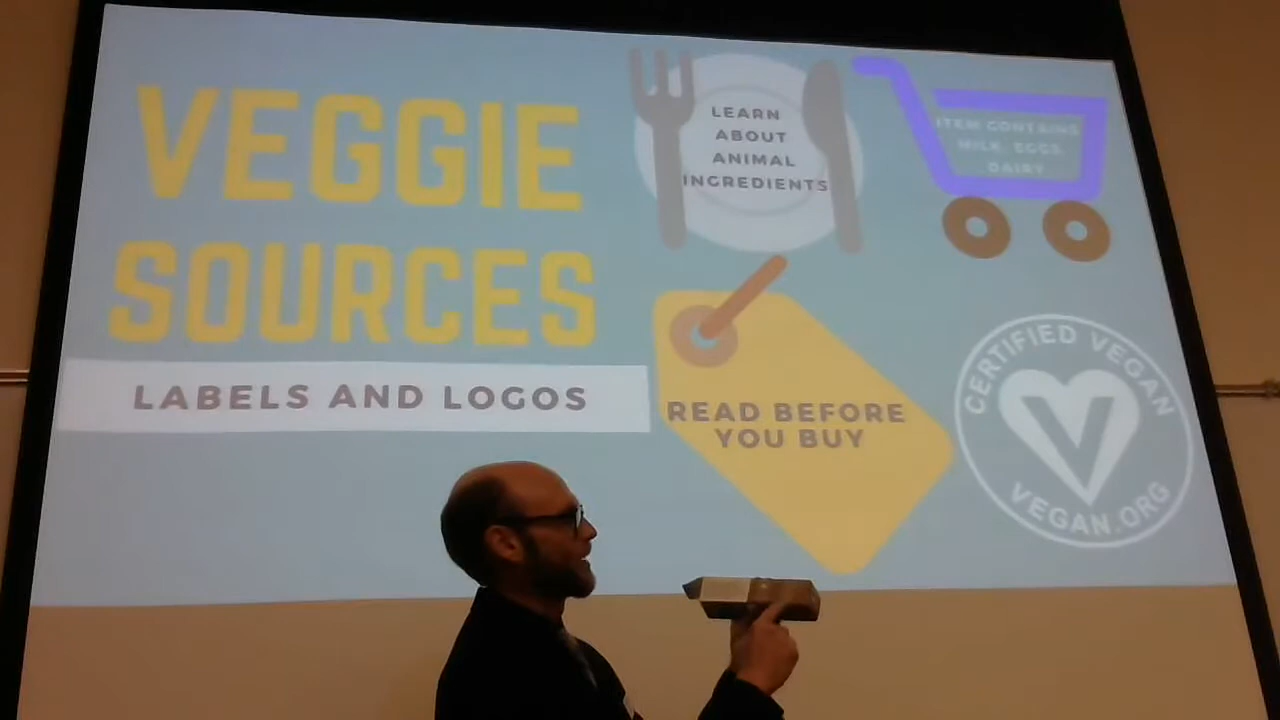 VEGGIE
SOURCES
LABELS AND LOGOS
LEARN
ABOUT
ANIMAL
INGREDIENTS
ITEM CONTAINS
MILK, EGGS,
DAIRY
READ BEFORE
YOU BUY
CERTIFIED VEGAN
V
VEGAN.ORG